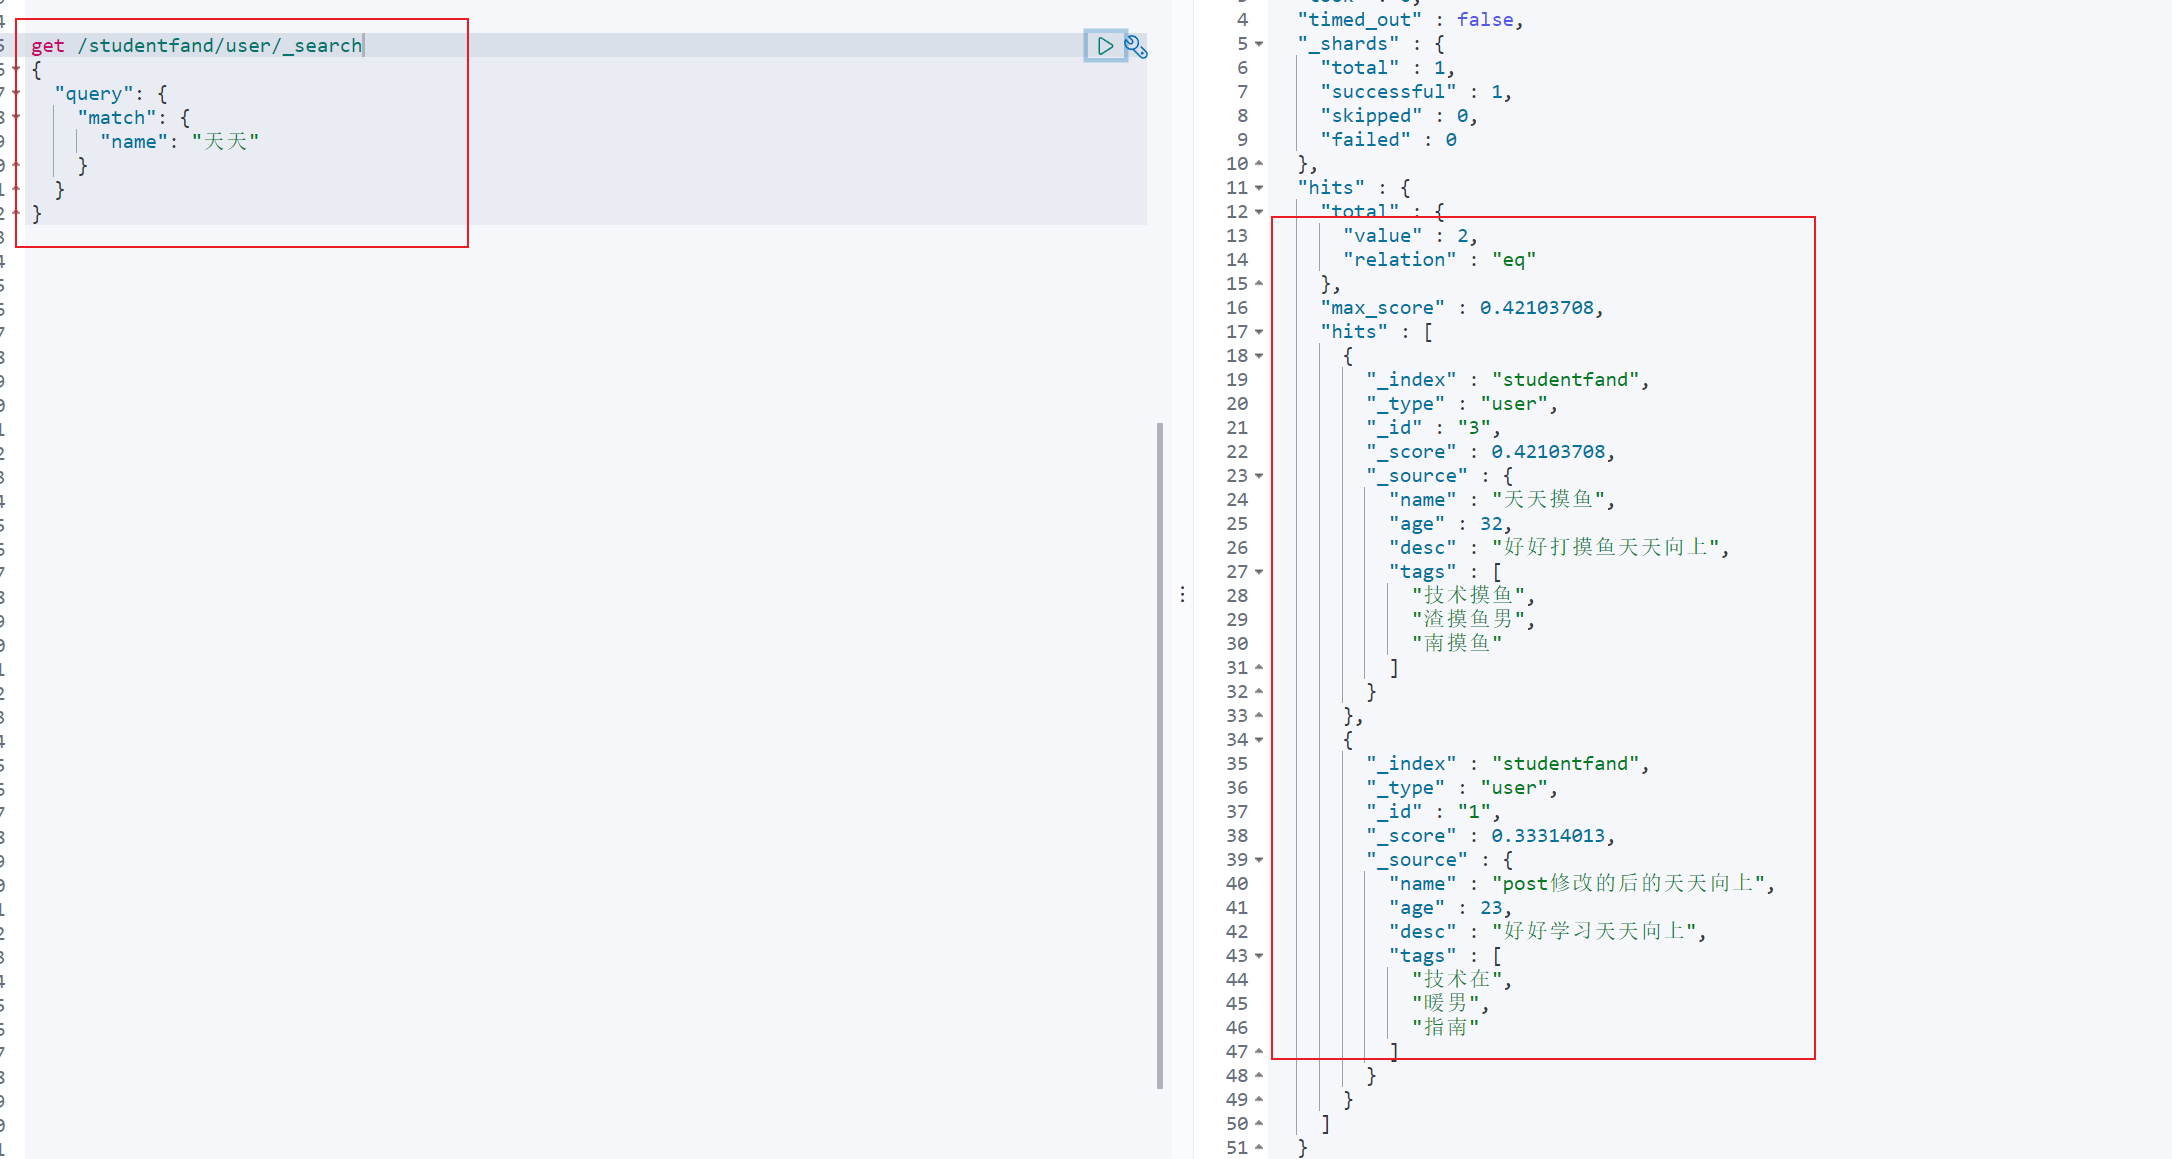 get /studentfand/user/_search
{
"query": {
"match": {
"name": "天天"
}
}
}
4 "timed_out" : false,
5 "_shards" : {
6 "total" : 1,
7 "successful" : 1,
8 "skipped" : 0,
9 "failed" : 0
10 },
11 "hits" : {
12 "total" : {
13 "value" : 2,
14 "relation" : "eq"
15 },
16 "max_score" : 0.42103708,
17 "hits" : [
18 {
19 "_index" : "studentfand",
20 "_type" : "user",
21 "_id" : "3",
22 "_score" : 0.42103708,
23 "_source" : {
24 "name" : "天天摸鱼",
25 "age" : 32,
26 "desc" : "好好打摸鱼天天向上",
27 "tags" : [
28 "技术摸鱼",
29 "渣摸鱼男",
30 "南摸鱼"
31 ]
32 }
33 },
34 {
35 "_index" : "studentfand",
36 "_type" : "user",
37 "_id" : "1",
38 "_score" : 0.33314013,
39 "_source" : {
40 "name" : "post修改的后的天天向上",
41 "age" : 23,
42 "desc" : "好好学习天天向上",
43 "tags" : [
44 "技术在",
45 "暖男",
46 "指南"
47 ]
48 }
49 }
50 ]
51 }